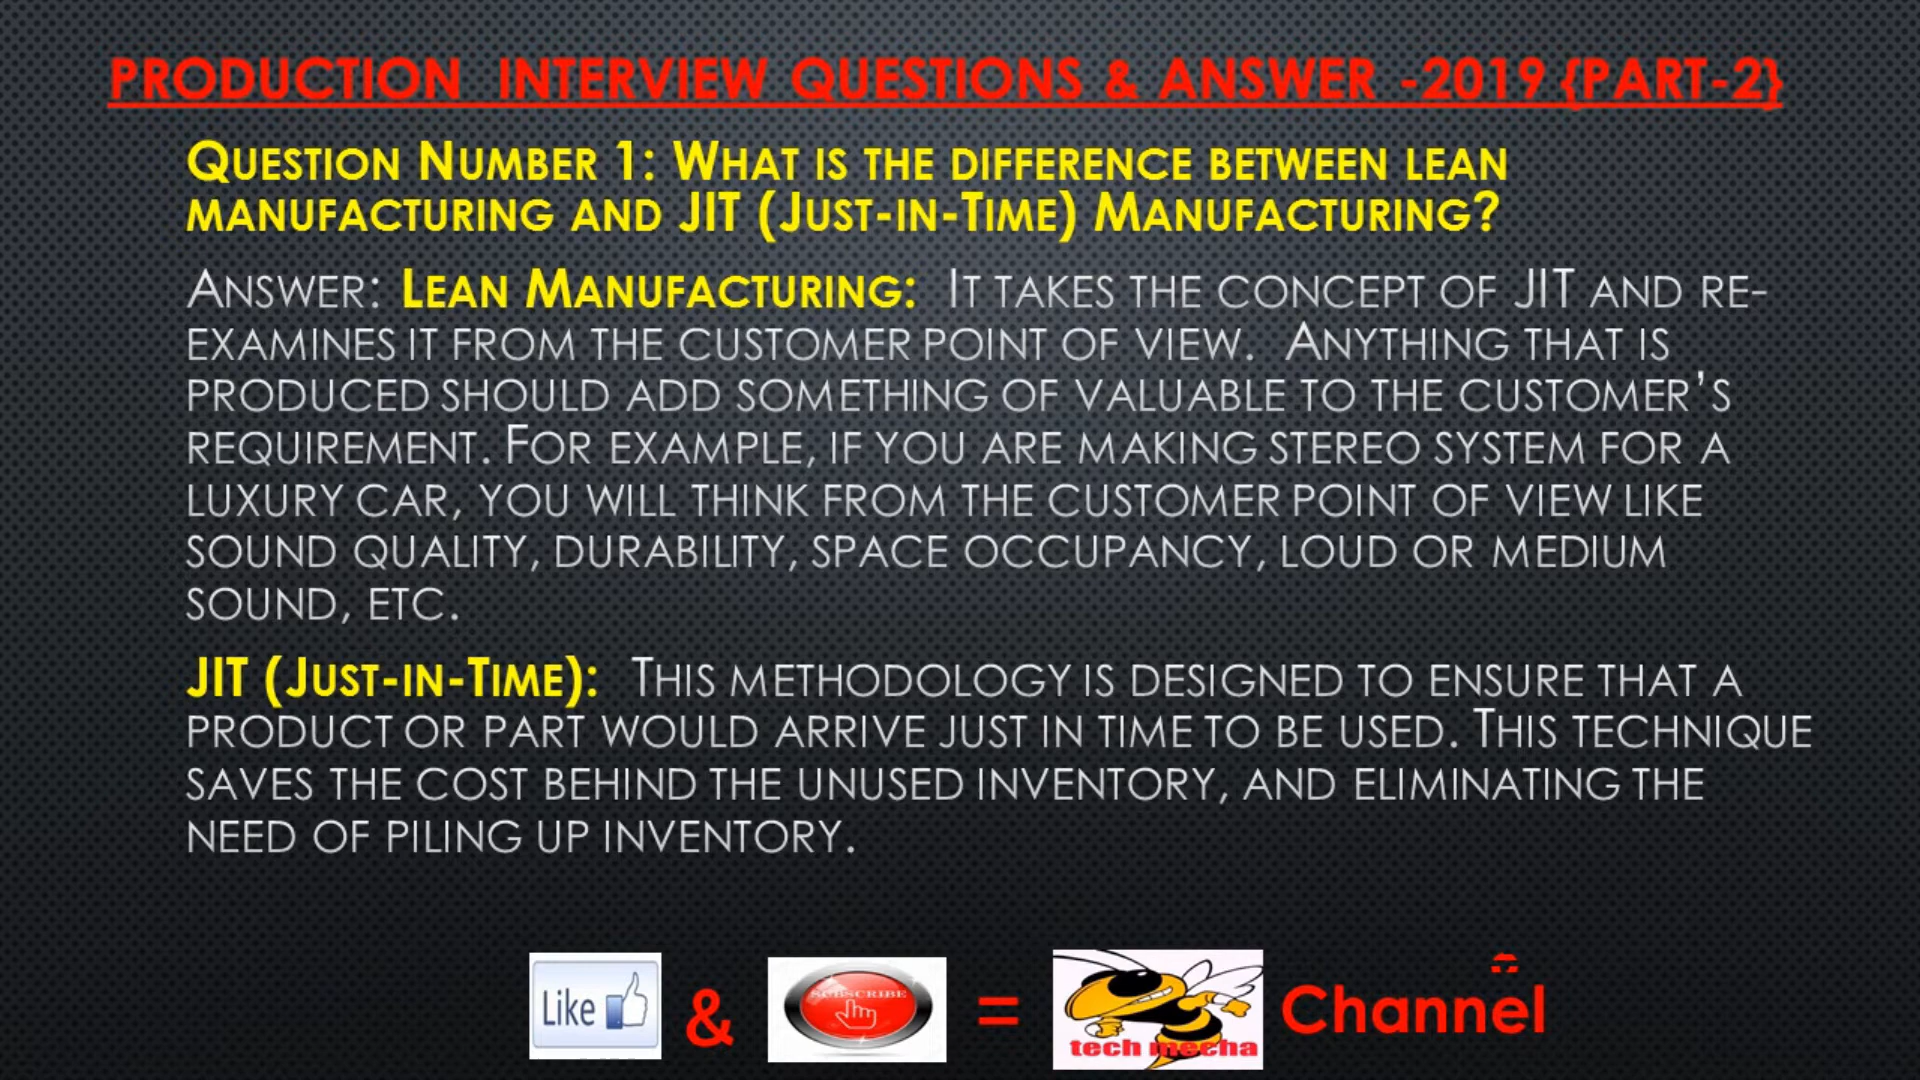 PRODUCTION INTERVIEW QUESTIONS & ANSWER -2019 {PART-2}
QUESTION NUMBER 1: WHAT IS THE DIFFERENCE BETWEEN LEAN
MANUFACTURING AND JIT (JUST-IN-TIME) MANUFACTURING?
ANSWER: LEAN MANUFACTURING: IT TAKES THE CONCEPT OF JIT AND RE-
EXAMINES IT FROM THE CUSTOMER POINT OF VIEW. ANYTHING THAT IS
PRODUCED SHOULD ADD SOMETHING OF VALUABLE TO THE CUSTOMER'S
REQUIREMENT. FOR EXAMPLE, IF YOU ARE MAKING STEREO SYSTEM FOR A
LUXURY CAR, YOU WILL THINK FROM THE CUSTOMER POINT OF VIEW LIKE
SOUND QUALITY, DURABILITY, SPACE OCCUPANCY, LOUD OR MEDIUM
SOUND, ETC.
JIT (JUST-IN-TIME): THIS METHODOLOGY IS DESIGNED TO ENSURE THAT A
PRODUCT OR PART WOULD ARRIVE JUST IN TIME TO BE USED. THIS TECHNIQUE
SAVES THE COST BEHIND THE UNUSED INVENTORY, AND ELIMINATING THE
NEED OF PILING UP INVENTORY.
Like & SUBSCRIBE = tech mecha Channel